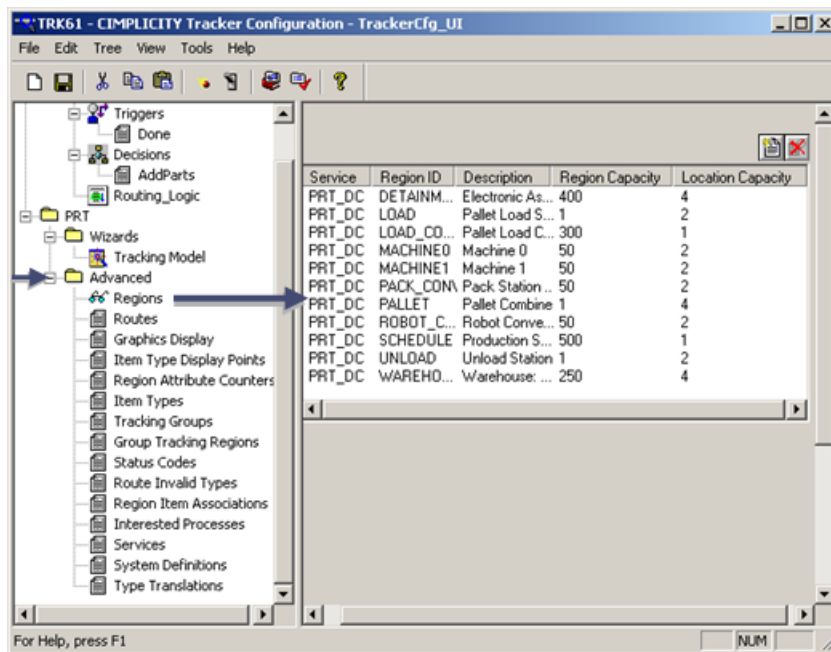 TRK61 - CIMPLICITY Tracker Configuration - TrackerCfg_UI
File Edit Tree View Tools Help
Triggers
Done
Decisions
AddParts
Routing_Logic
PRT
Wizards
Tracking Model
Advanced
Regions
Routes
Graphics Display
Item Type Display Points
Region Attribute Counters
Item Types
Tracking Groups
Group Tracking Regions
Status Codes
Route Invalid Types
Region Item Associations
Interested Processes
Services
System Definitions
Type Translations
Service Region ID Description Region Capacity Location Capacity
PRT_DC DETAINM... Electronic As... 400 4
PRT_DC LOAD Pallet Load S... 1 2
PRT_DC LOAD_CO... Pallet Load C... 300 1
PRT_DC MACHINE0 Machine 0 50 2
PRT_DC MACHINE1 Machine 1 50 2
PRT_DC PACK_CONV Pack Station ... 50 2
PRT_DC PALLET Pallet Combine 1 4
PRT_DC ROBOT_C... Robot Conve... 50 2
PRT_DC SCHEDULE Production S... 500 1
PRT_DC UNLOAD Unload Station 1 2
PRT_DC WAREHO... Warehouse: ... 250 4
For Help, press F1
NUM